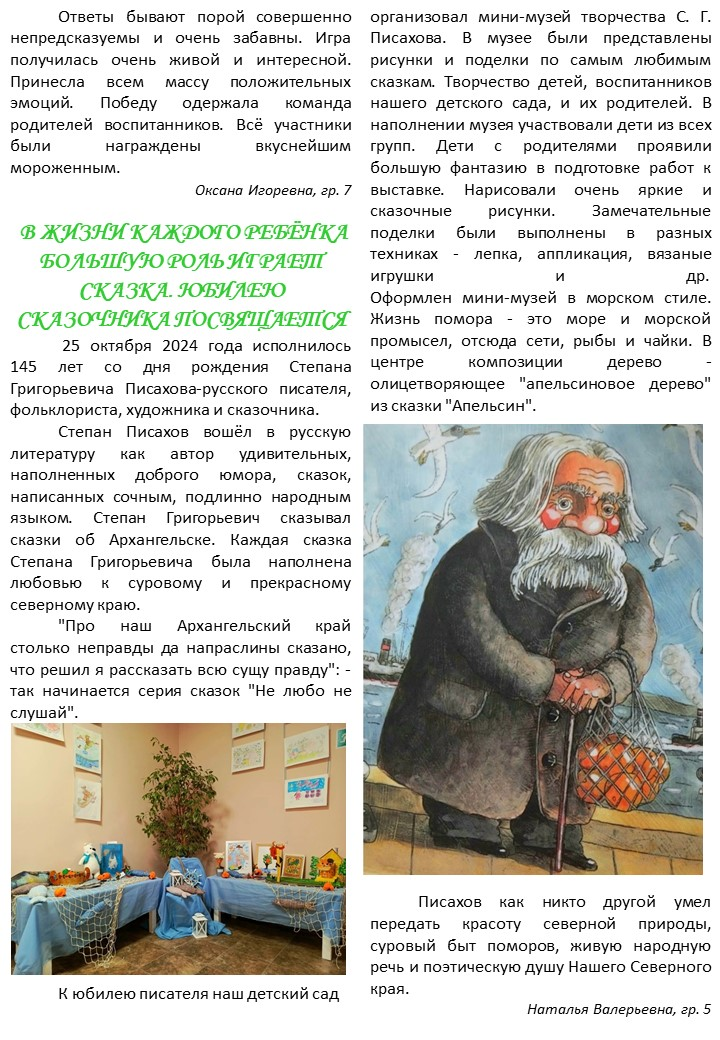 Ответы бывают порой совершенно
непредсказуемы и очень забавны. Игра
получилась очень живой и интересной.
Принесла всем массу положительных
эмоций. Победу одержала команда
родителей воспитанников. Всё участники
были награждены вкуснейшим
мороженным.
Оксана Игоревна, гр. 7
В ЖИЗНИ КАЖДОГО РЕБЁНКА
БОЛЬШУЮ РОЛЬ ИГРАЕТ
СКАЗКА. ЮБИЛЕЮ
СКАЗОЧНИКА ПОСВЯЩАЕТСЯ
25 октября 2024 года исполнилось
145 лет со дня рождения Степана
Григорьевича Писахова-русского писателя,
фольклориста, художника и сказочника.
Степан Писахов вошёл в русскую
литературу как автор удивительных,
наполненных доброго юмора, сказок,
написанных сочным, подлинно народным
языком. Степан Григорьевич сказывал
сказки об Архангельске. Каждая сказка
Степана Григорьевича была наполнена
любовью к суровому и прекрасному
северному краю.
"Про наш Архангельский край
столько неправды да напраслины сказано,
что решил я рассказать всю сущу правду": -
так начинается серия сказок "Не любо не
слушай".
К юбилею писателя наш детский сад
организовал мини-музей творчества С. Г.
Писахова. В музее были представлены
рисунки и поделки по самым любимым
сказкам. Творчество детей, воспитанников
нашего детского сада, и их родителей. В
наполнении музея участвовали дети из всех
групп. Дети с родителями проявили
большую фантазию в подготовке работ к
выставке. Нарисовали очень яркие и
сказочные рисунки. Замечательные
поделки были выполнены в разных
техниках - лепка, аппликация, вязаные
игрушки и др.
Оформлен мини-музей в морском стиле.
Жизнь помора - это море и морской
промысел, отсюда сети, рыбы и чайки. В
центре композиции дерево -
олицетворяющее "апельсиновое дерево"
из сказки "Апельсин".
Писахов как никто другой умел
передать красоту северной природы,
суровый быт поморов, живую народную
речь и поэтическую душу Нашего Северного
края.
Наталья Валерьевна, гр. 5